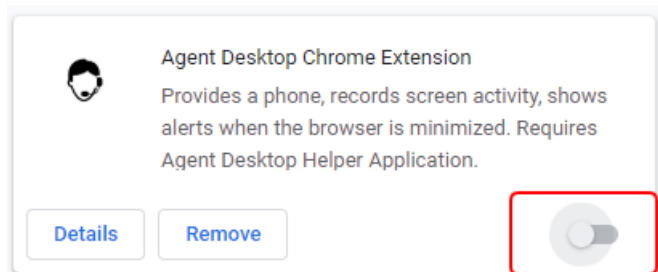 Agent Desktop Chrome Extension
Provides a phone, records screen activity, shows
alerts when the browser is minimized. Requires
Agent Desktop Helper Application.
Details Remove